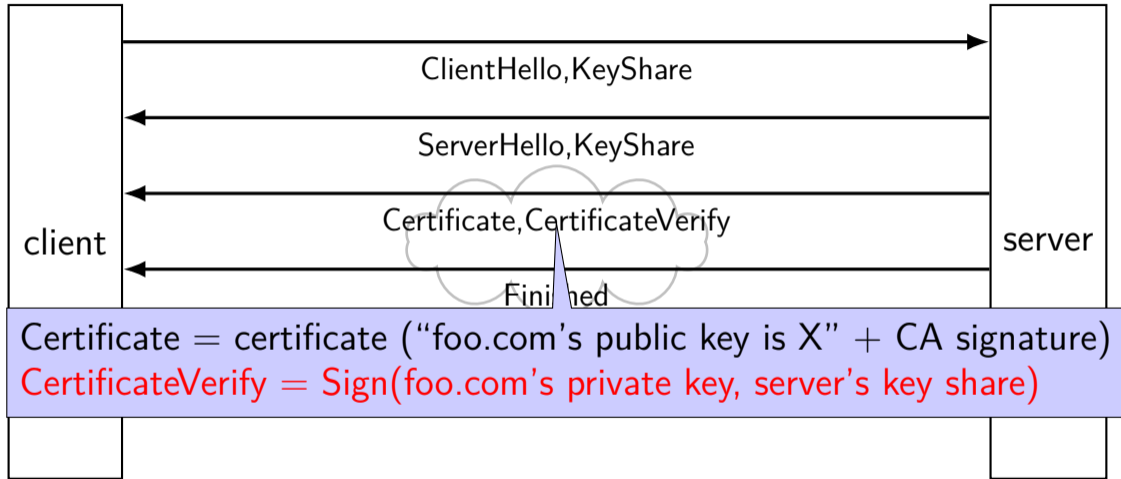 ClientHello,KeyShare
ServerHello,KeyShare
Certificate,CertificateVerify
client
server
Certificate = certificate (“foo.com’s public key is X” + CA signature)
CertificateVerify = Sign(foo.com’s private key, server’s key share)